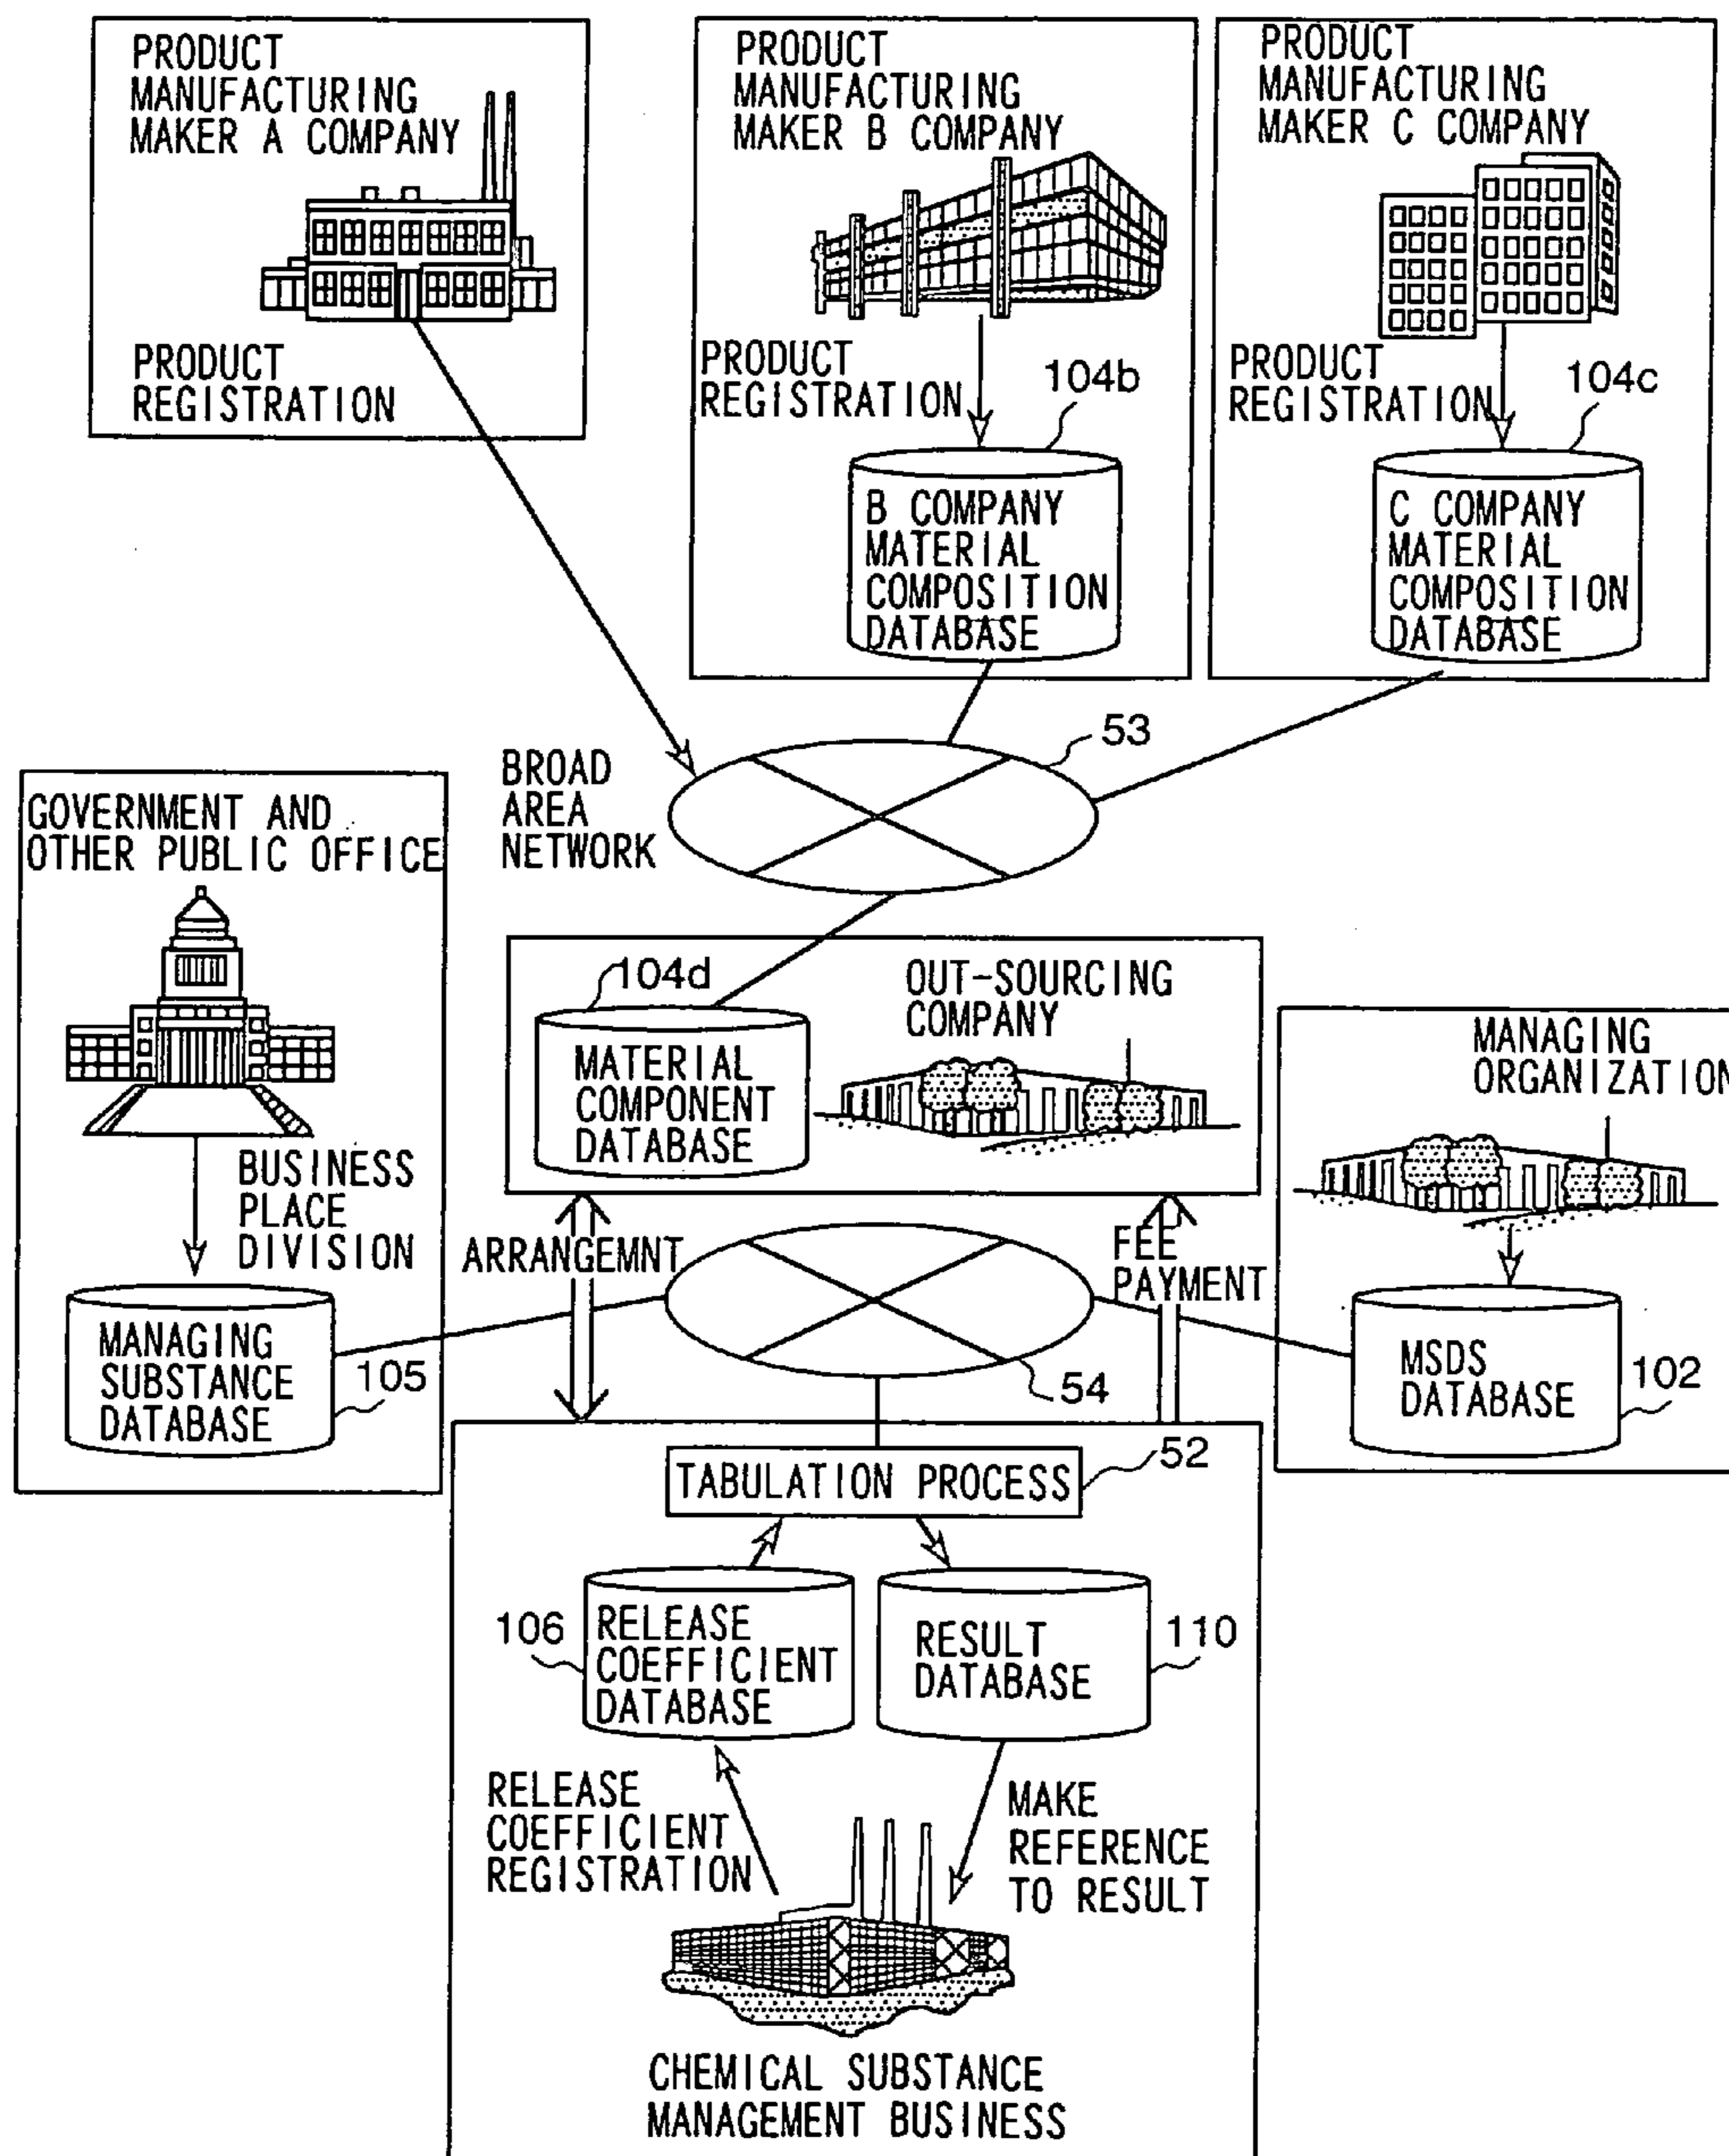 PRODUCT
MANUFACTURING
MAKER A COMPANY
PRODUCT
REGISTRATION
PRODUCT
MANUFACTURING
MAKER B COMPANY
PRODUCT
REGISTRATION
104b
B COMPANY
MATERIAL
COMPOSITION
DATABASE
PRODUCT
MANUFACTURING
MAKER C COMPANY
PRODUCT
REGISTRATION
104c
C COMPANY
MATERIAL
COMPOSITION
DATABASE
BROAD
AREA
NETWORK
53
GOVERNMENT AND
OTHER PUBLIC OFFICE
BUSINESS
PLACE
DIVISION
MANAGING
SUBSTANCE
DATABASE
105
104d
MATERIAL
COMPONENT
DATABASE
OUT-SOURCING
COMPANY
MANAGING
ORGANIZATION
MSDS
DATABASE
102
ARRANGEMNT
FEE
PAYMENT
54
52
TABULATION PROCESS
106
RELEASE
COEFFICIENT
DATABASE
RESULT
DATABASE
110
RELEASE
COEFFICIENT
REGISTRATION
MAKE
REFERENCE
TO RESULT
CHEMICAL SUBSTANCE
MANAGEMENT BUSINESS